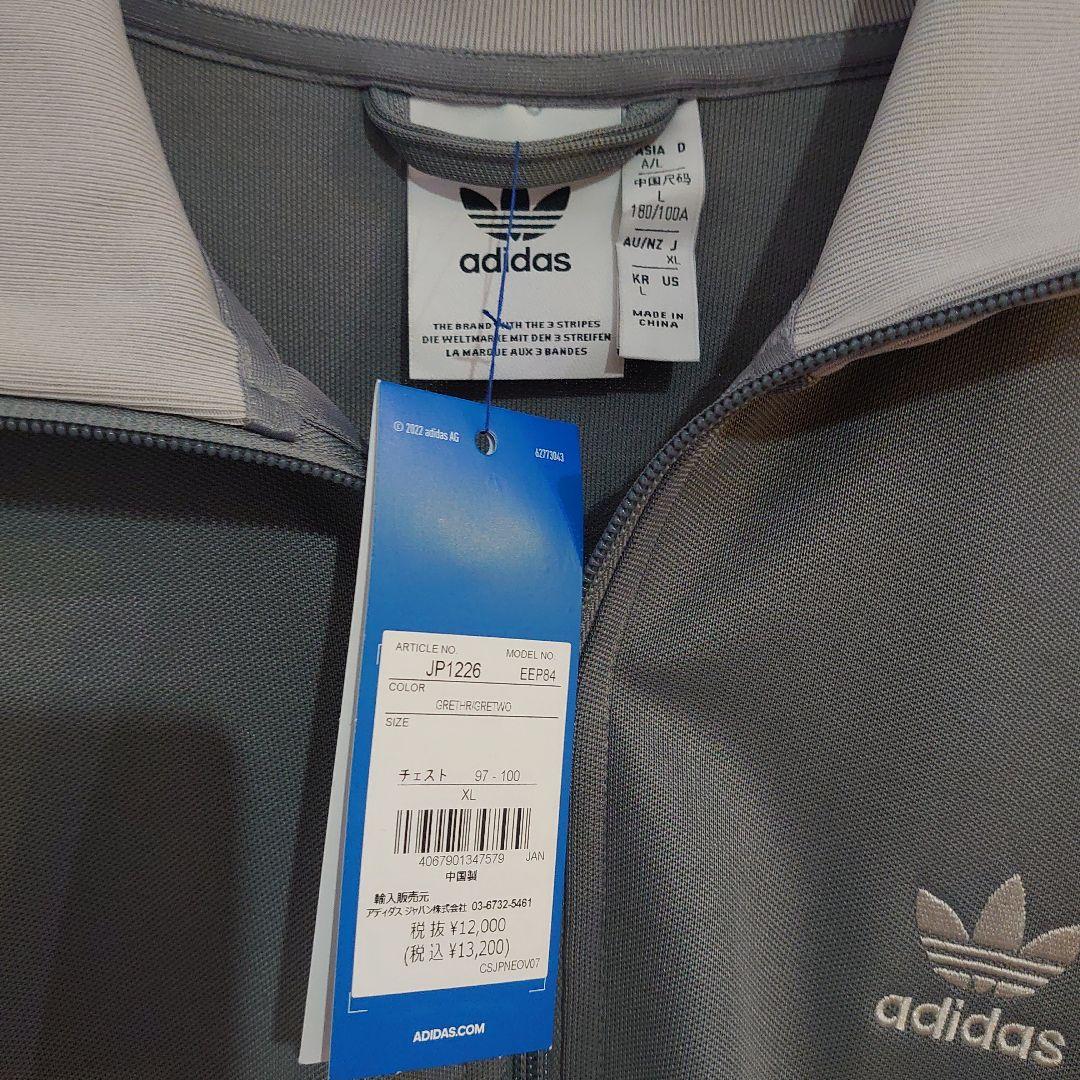 adidas
THE BRAND WITH THE 3 STRIPES
DIE WELTMARKE MIT DEN 3 STREIFEN
LA MARQUE AUX 3 BANDES
ASIA D
A/L
中国尺码
L
180/100A
AU/NZ J
XL
KR US
L
MADE IN
CHINA
© 2022 adidas AG
62773043
ARTICLE NO. MODEL NO.
JP1226 EEP84
COLOR
GRETHR/GRETWO
SIZE
チェスト 97 - 100
XL
4067901347579 JAN
中国製
輸入販売元
アディダス ジャパン株式会社 03-6732-5461
税抜 ¥12,000
(税込 ¥13,200)
CSJPNEOV07
ADIDAS.COM
adidas